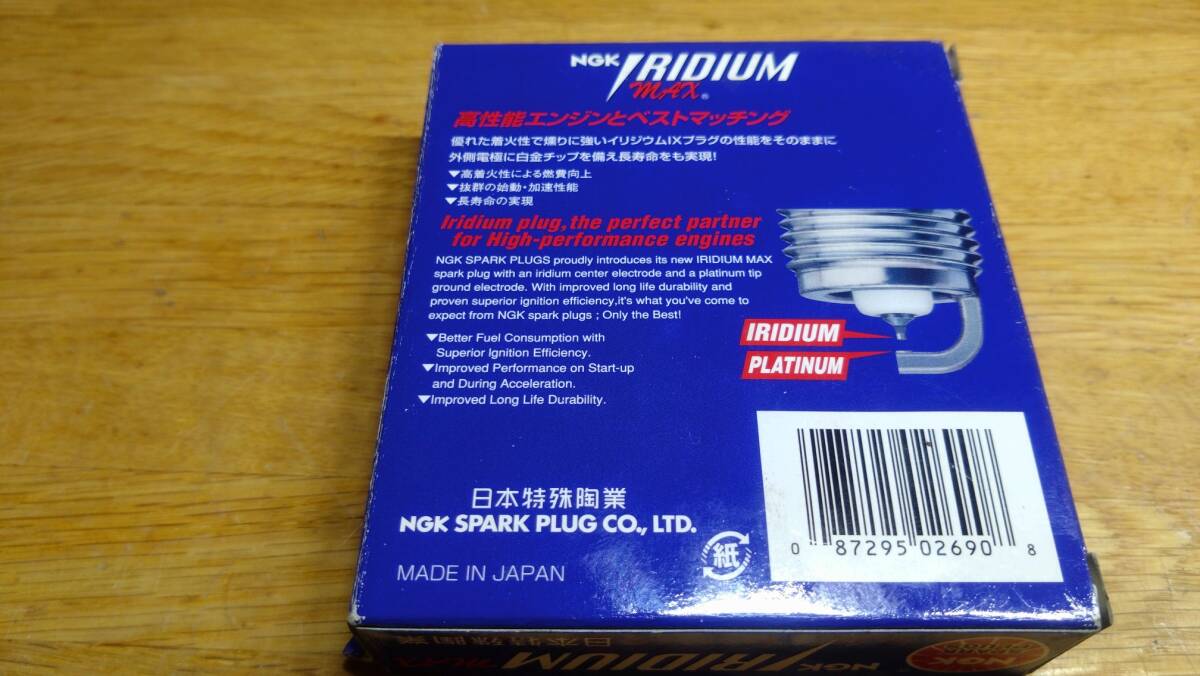 NGK IRIDIUM
MAX®
高性能エンジンとベストマッチング
優れた着火性で燻りに強いイリジウムIXプラグの性能をそのままに
外側電極に白金チップを備え長寿命をも実現!
▼高着火性による燃費向上
▼抜群の始動・加速性能
▼長寿命の実現
Iridium plug,the perfect partner
for High-performance engines
NGK SPARK PLUGS proudly introduces its new IRIDIUM MAX
spark plug with an iridium center electrode and a platinum tip
ground electrode. With improved long life durability and
proven superior ignition efficiency,it's what you've come to
expect from NGK spark plugs ; Only the Best!
▼Better Fuel Consumption with
Superior Ignition Efficiency.
▼Improved Performance on Start-up
and During Acceleration.
▼Improved Long Life Durability.
IRIDIUM
PLATINUM
日本特殊陶業
NGK SPARK PLUG CO., LTD.
紙
MADE IN JAPAN
0 87295 02690 8
日本特殊陶業
NGK IRIDIUM
MAX
NGK